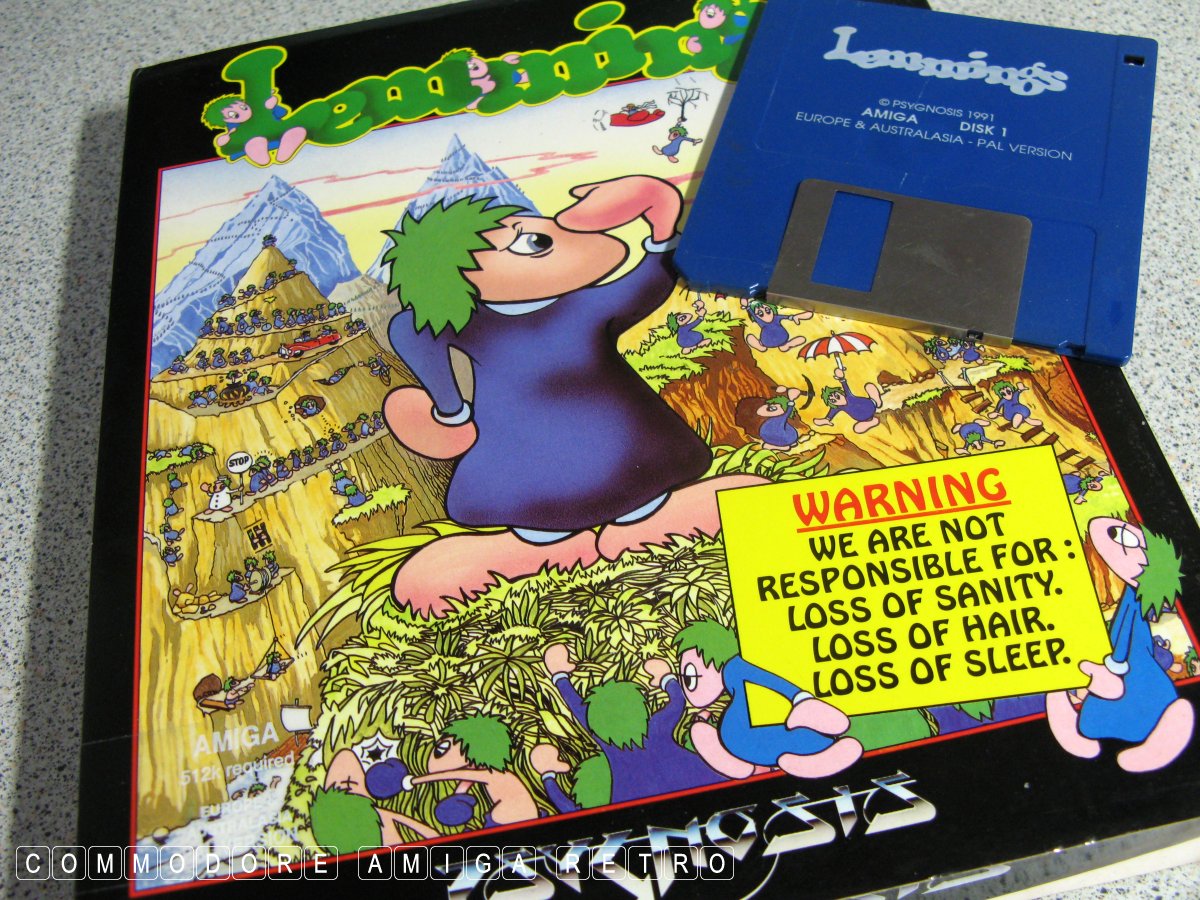 Lemmings
Lemmings
© PSYGNOSIS 1991
AMIGA DISK 1
EUROPE & AUSTRALASIA - PAL VERSION
STOP
WARNING
WE ARE NOT
RESPONSIBLE FOR :
LOSS OF SANITY.
LOSS OF HAIR.
LOSS OF SLEEP.
AMIGA
512k required
PSYGNOSIS
COMMODORE AMIGA RETRO